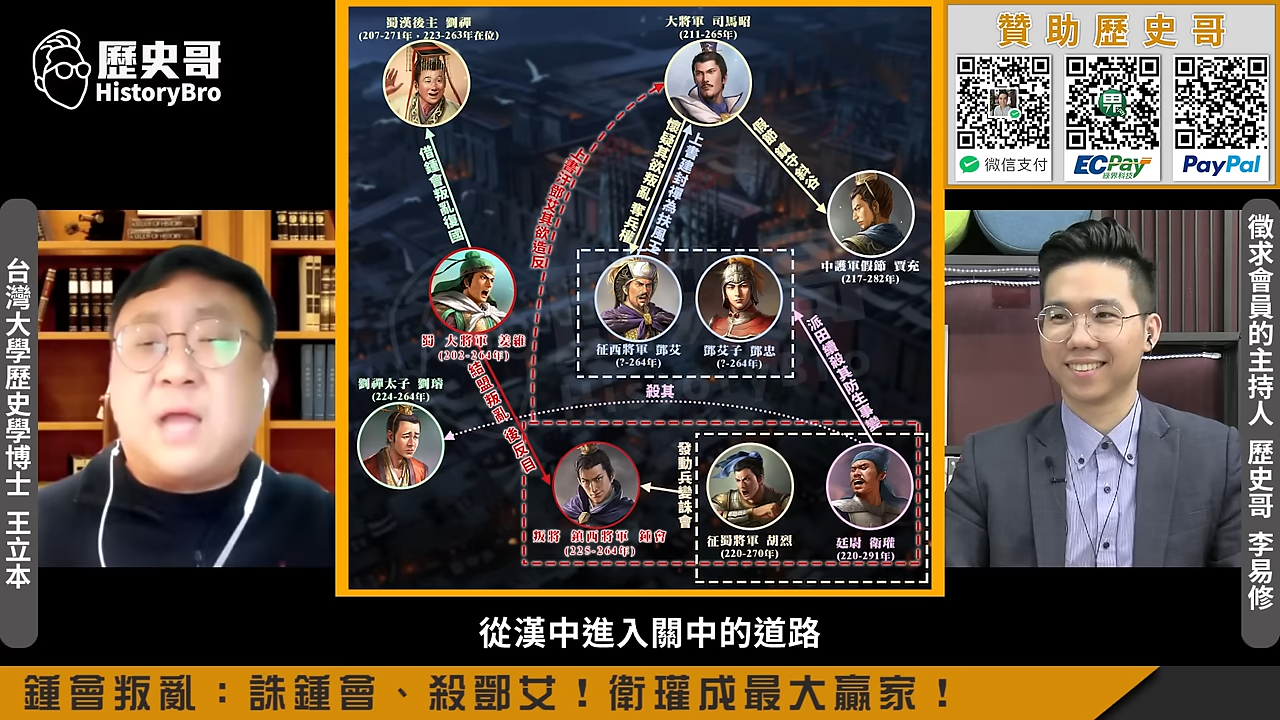 歷史哥
HistoryBro
台灣大學歷史學博士 王立本
蜀漢後主 劉禪
(207-271年，223-263年在位)
大將軍 司馬昭
(211-265年)
借鍾會叛亂復國
上書汙鄧艾其欲造反
懷疑其欲叛亂 奪兵權
上書建封禪為扶風王
中護軍假節 賈充
(217-282年)
蜀 大將軍 姜維
(202-264年)
征西將軍 鄧艾
(?-264年)
鄧艾子 鄧忠
(?-264年)
派田續殺其防生事變
劉禪太子 劉璿
(224-264年)
結盟叛亂 後反目
殺其
發動兵變誅會
叛將 鎮西將軍 鍾會
(225-264年)
征蜀將軍 胡烈
(220-270年)
廷尉 衛瓘
(220-291年)
贊助歷史哥
微信支付
ECPay
綠界科技
PayPal
徵求會員的主持人 歷史哥 李易修
從漢中進入關中的道路
鍾會叛亂：誅鍾會、殺鄧艾！衛瓘成最大贏家！